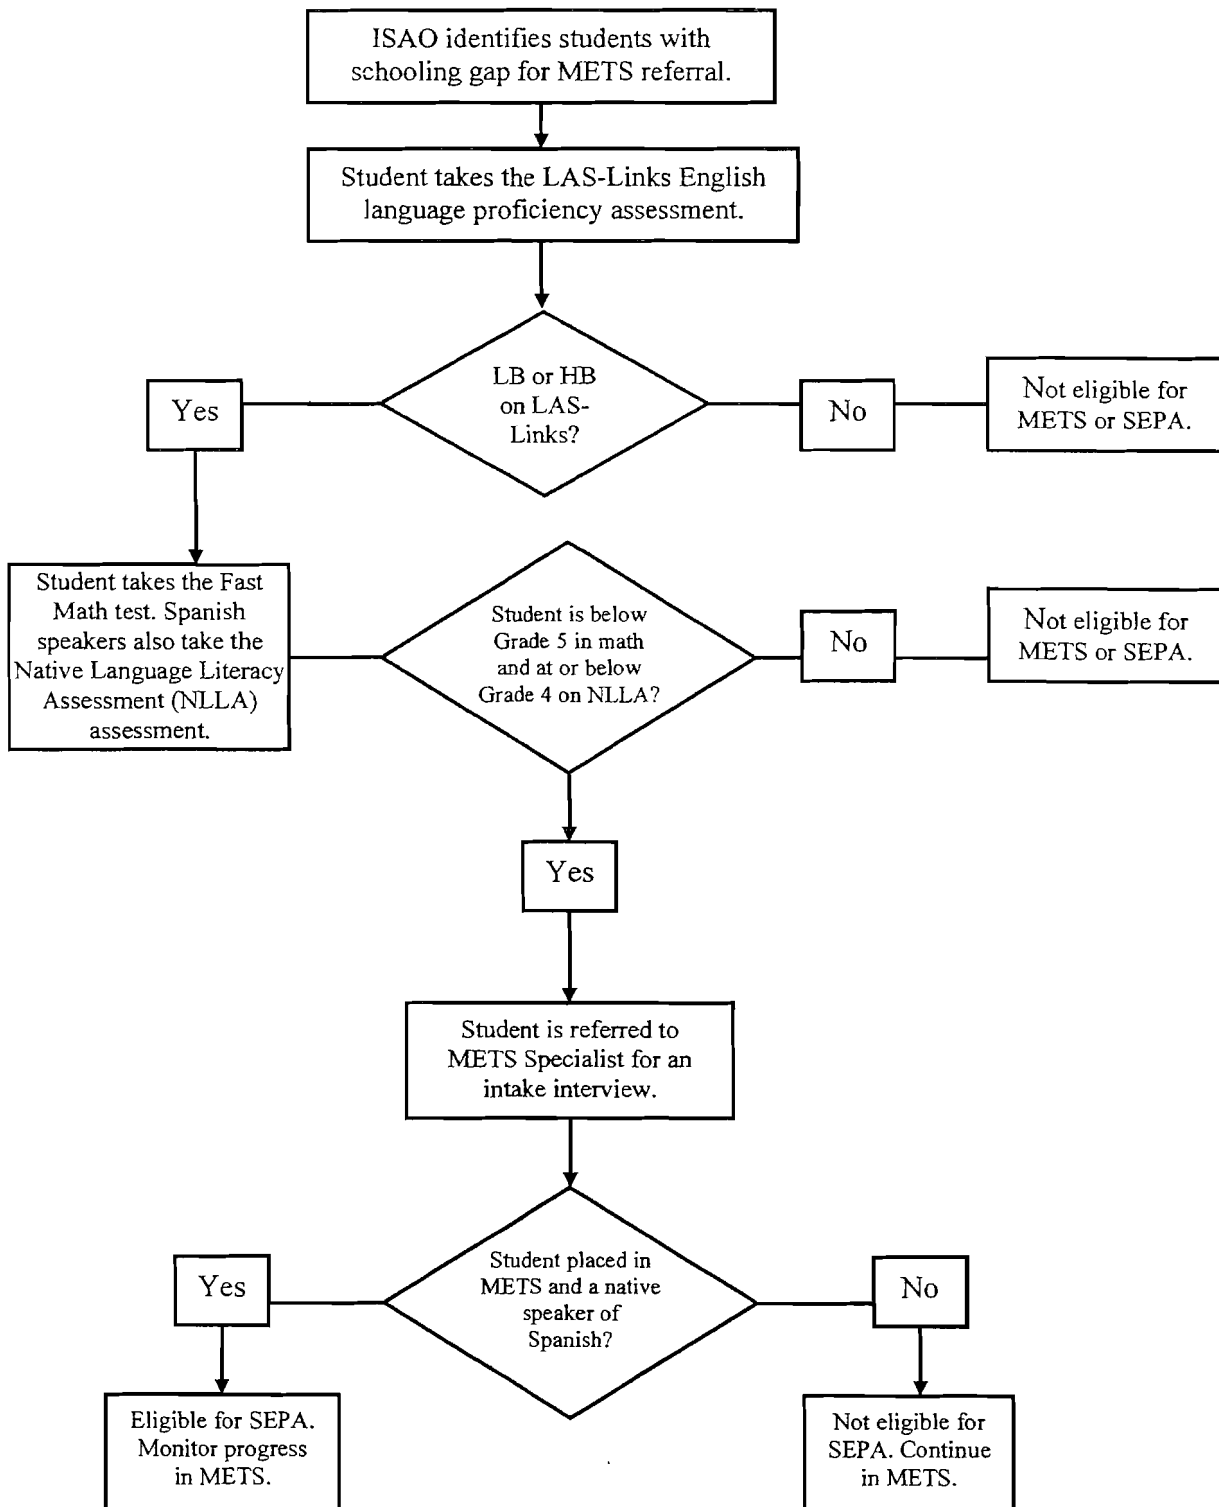 ISAO identifies students with
schooling gap for METS referral.
Student takes the LAS-Links English
language proficiency assessment.
LB or HB
on LAS-
Links?
Yes
No
Not eligible for
METS or SEPA.
Student takes the Fast
Math test. Spanish
speakers also take the
Native Language Literacy
Assessment (NLLA)
assessment.
Student is below
Grade 5 in math
and at or below
Grade 4 on NLLA?
No
Not eligible for
METS or SEPA.
Yes
Student is referred to
METS Specialist for an
intake interview.
Student placed in
METS and a native
speaker of
Spanish?
Yes
No
Eligible for SEPA.
Monitor progress
in METS.
Not eligible for
SEPA. Continue
in METS.